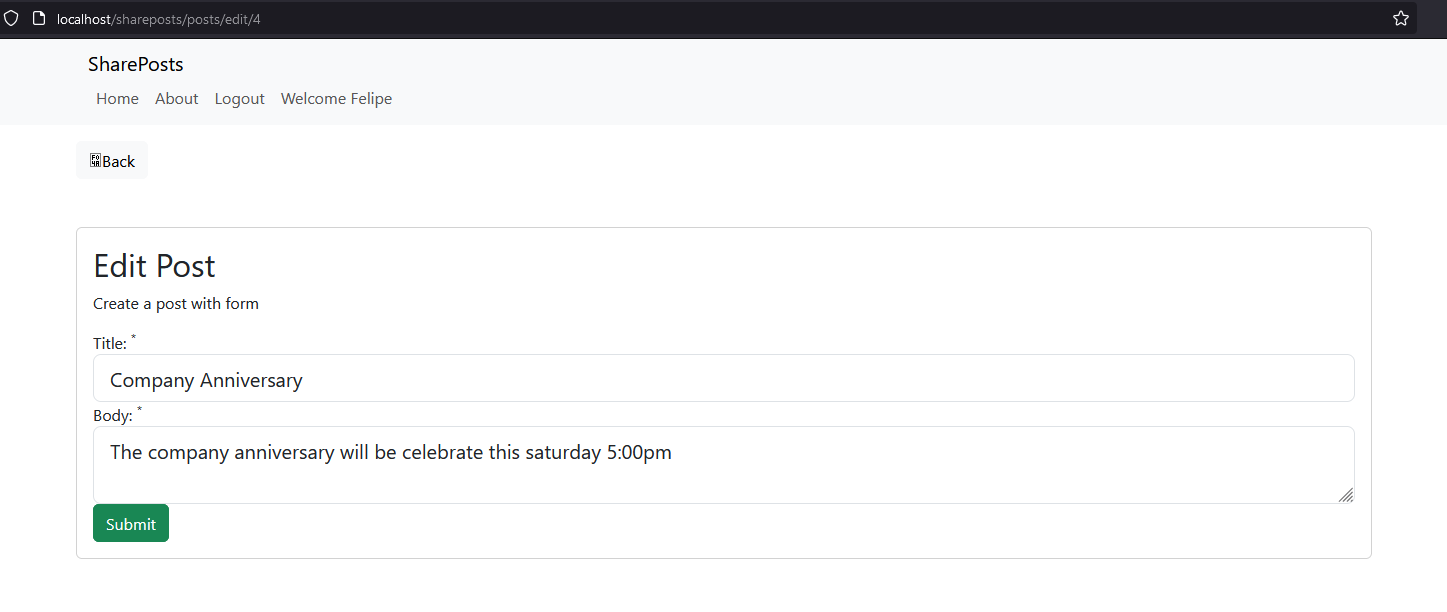 localhost/shareposts/posts/edit/4
SharePosts
Home About Logout Welcome Felipe
Back
Edit Post
Create a post with form
Title: *
Company Anniversary
Body: *
The company anniversary will be celebrate this saturday 5:00pm
Submit